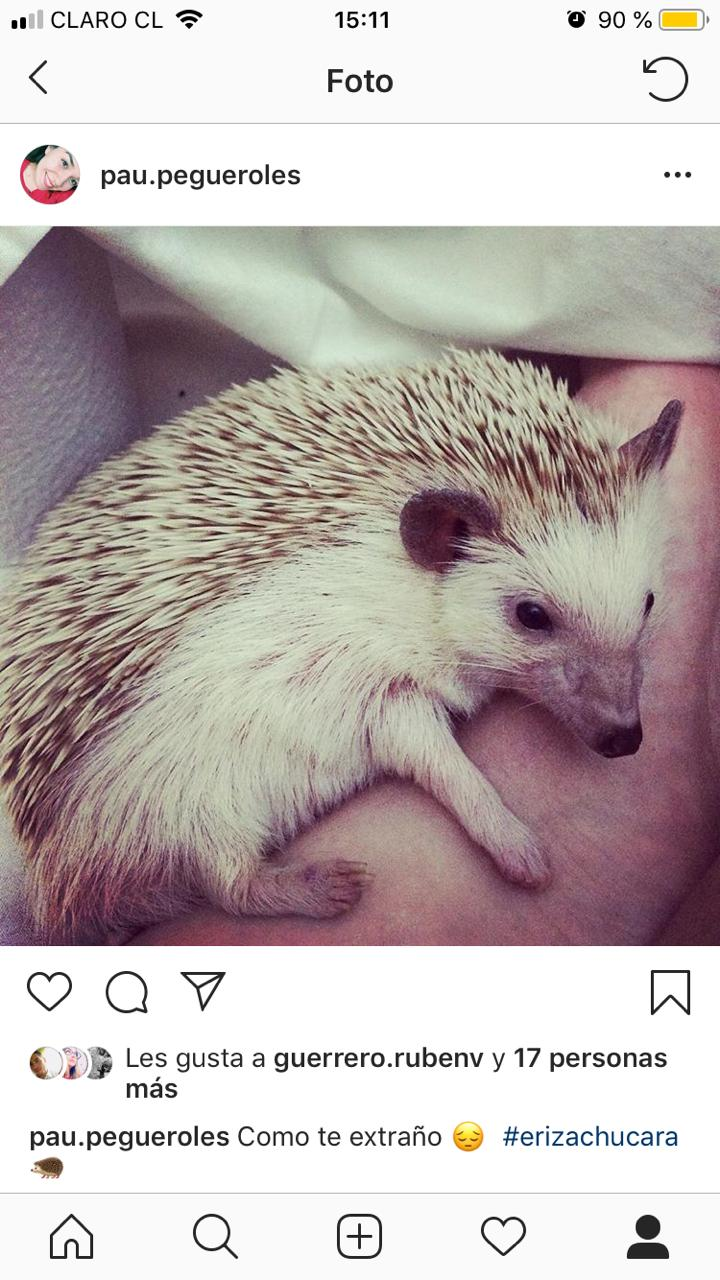 CLARO CL 15:11 90 %
Foto
pau.pegueroles
Les gusta a guerrero.rubenv y 17 personas
más
pau.pegueroles Como te extraño 😔 #erizachucara
🦔